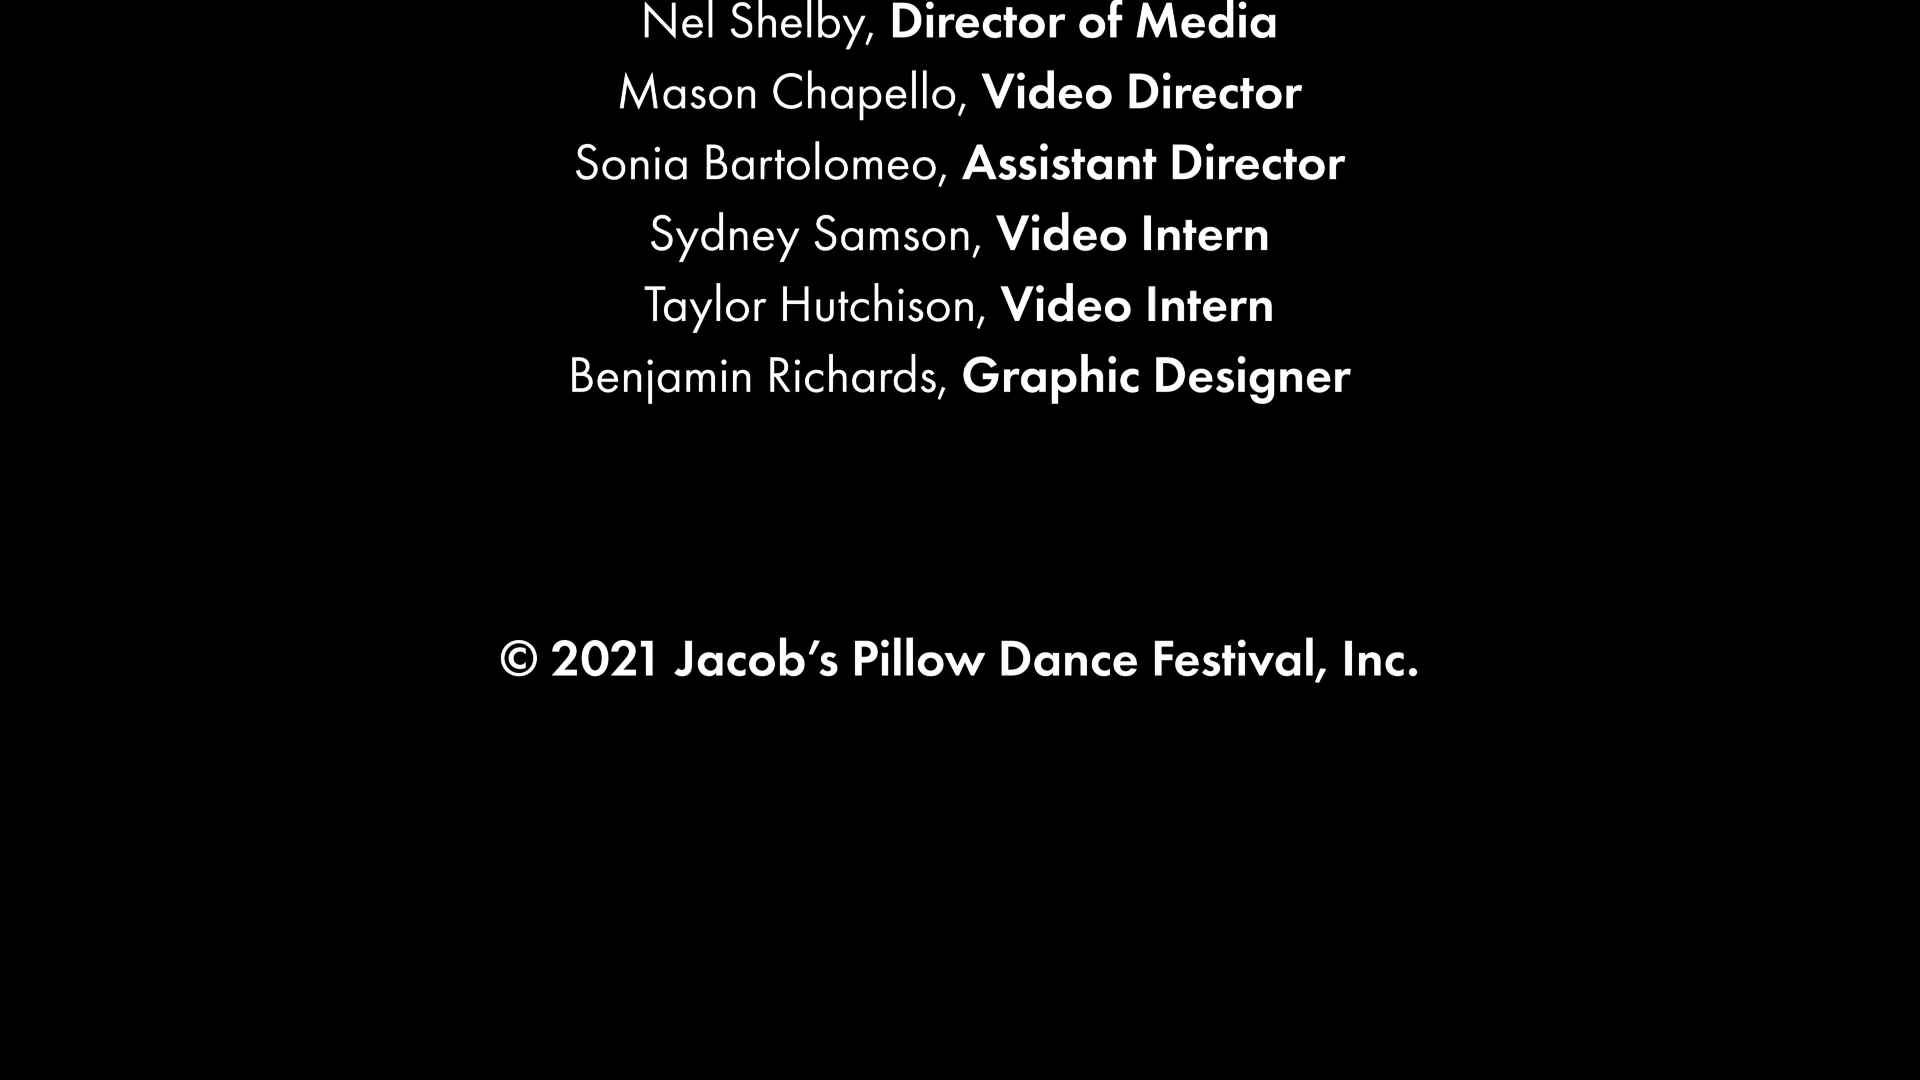 Nel Shelby, Director of Media
Mason Chapello, Video Director
Sonia Bartolomeo, Assistant Director
Sydney Samson, Video Intern
Taylor Hutchison, Video Intern
Benjamin Richards, Graphic Designer
© 2021 Jacob’s Pillow Dance Festival, Inc.